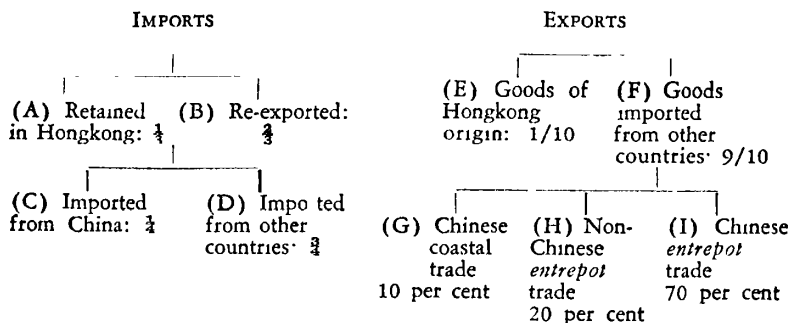 IMPORTS
(A) Retained
in Hongkong: ⅓
(B) Re-exported:
⅔
(C) Imported
from China: ¼
(D) Impo ted
from other
countries· ¾
EXPORTS
(E) Goods of
Hongkong
origin: 1/10
(F) Goods
imported
from other
countries· 9/10
(G) Chinese
coastal
trade
10 per cent
(H) Non-
Chinese
entrepot
trade
20 per cent
(I) Chinese
entrepot
trade
70 per cent